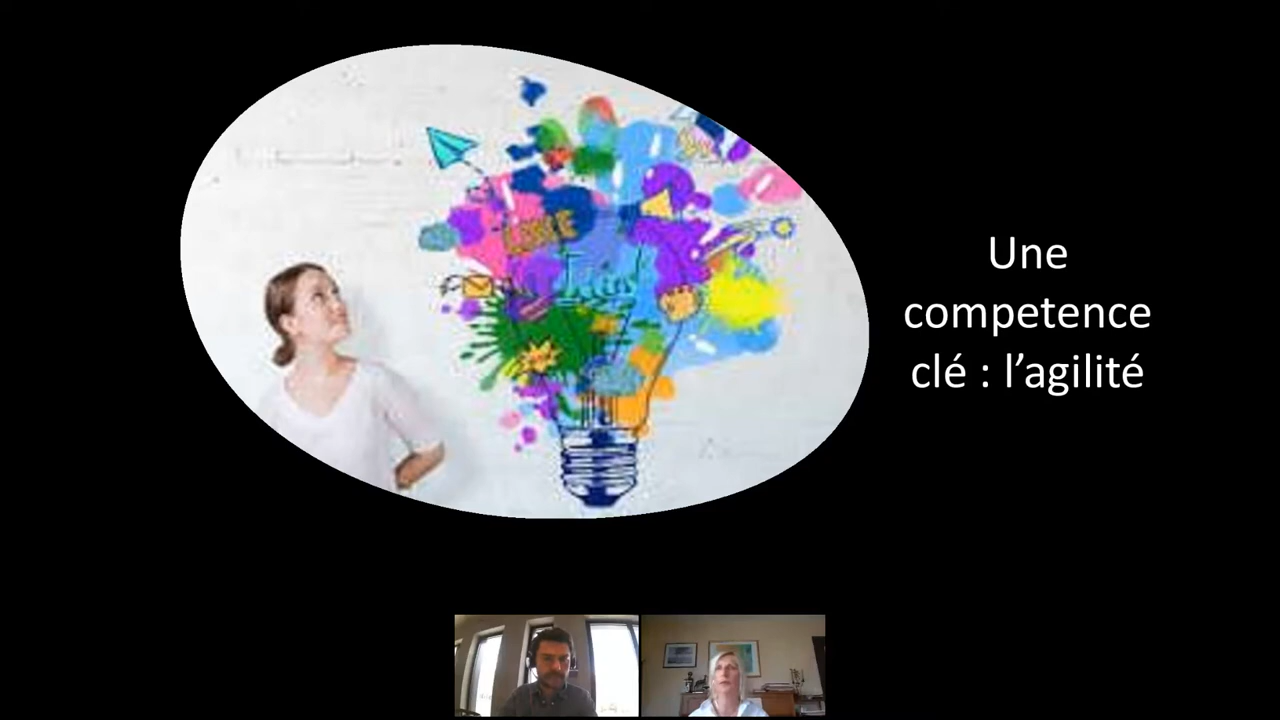 Une
competence
clé : l’agilité